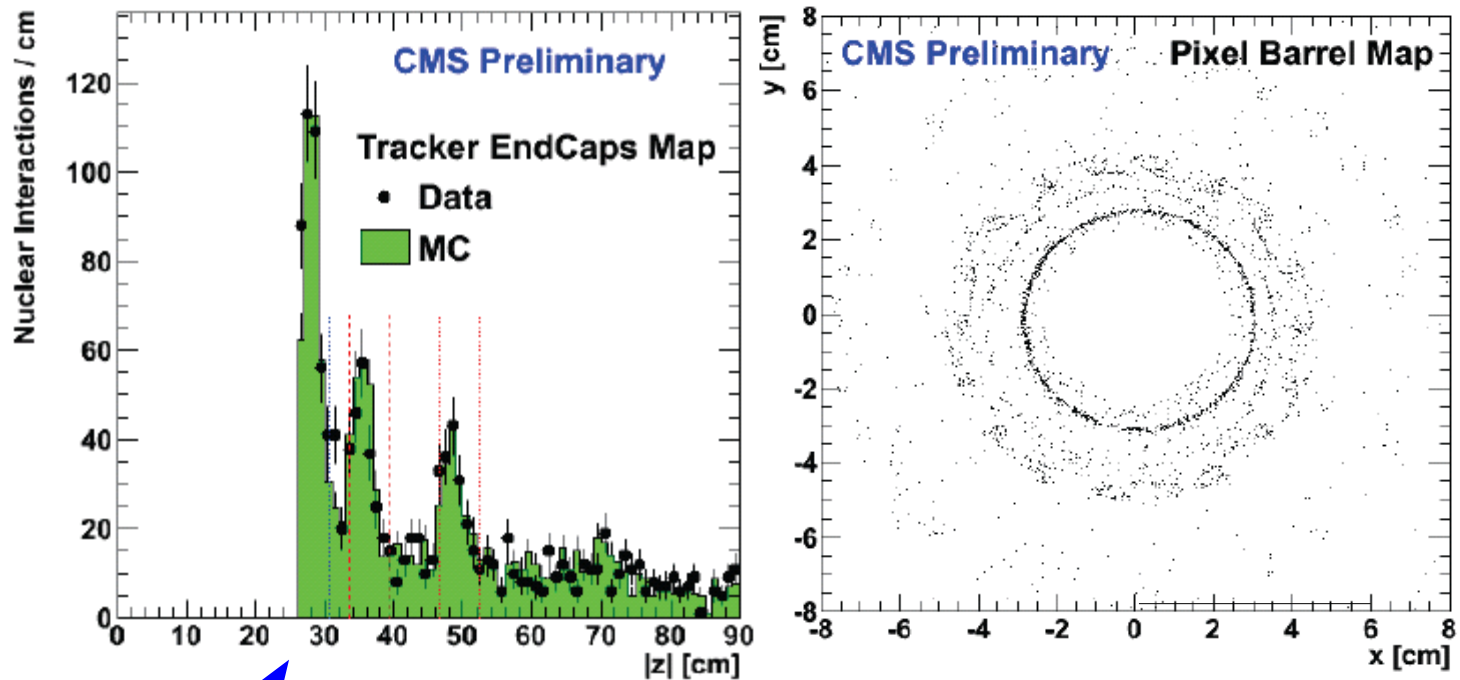 Nuclear Interactions / cm
120
100
80
60
40
20
0
CMS Preliminary
Tracker EndCaps Map
Data
MC
0 10 20 30 40 50 60 70 80 90
|z| [cm]
y [cm]
8
6
4
2
0
-2
-4
-6
-8
CMS Preliminary Pixel Barrel Map
-8 -6 -4 -2 0 2 4 6 8
x [cm]